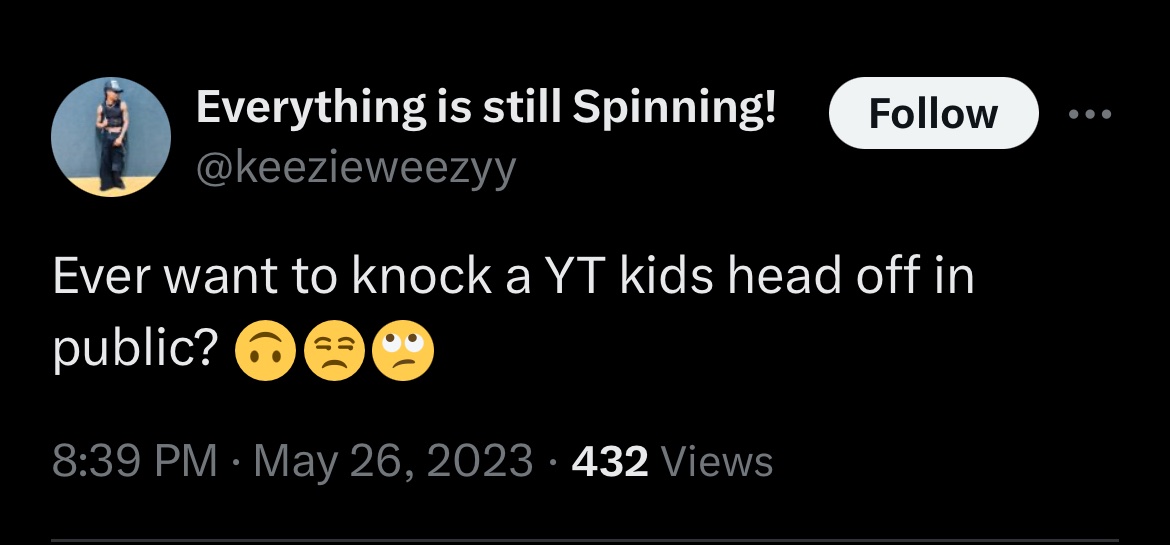 Everything is still Spinning!
Follow
@keezieweezyy
Ever want to knock a YT kids head off in
public? 🙃😒🙄
8:39 PM · May 26, 2023 · 432 Views